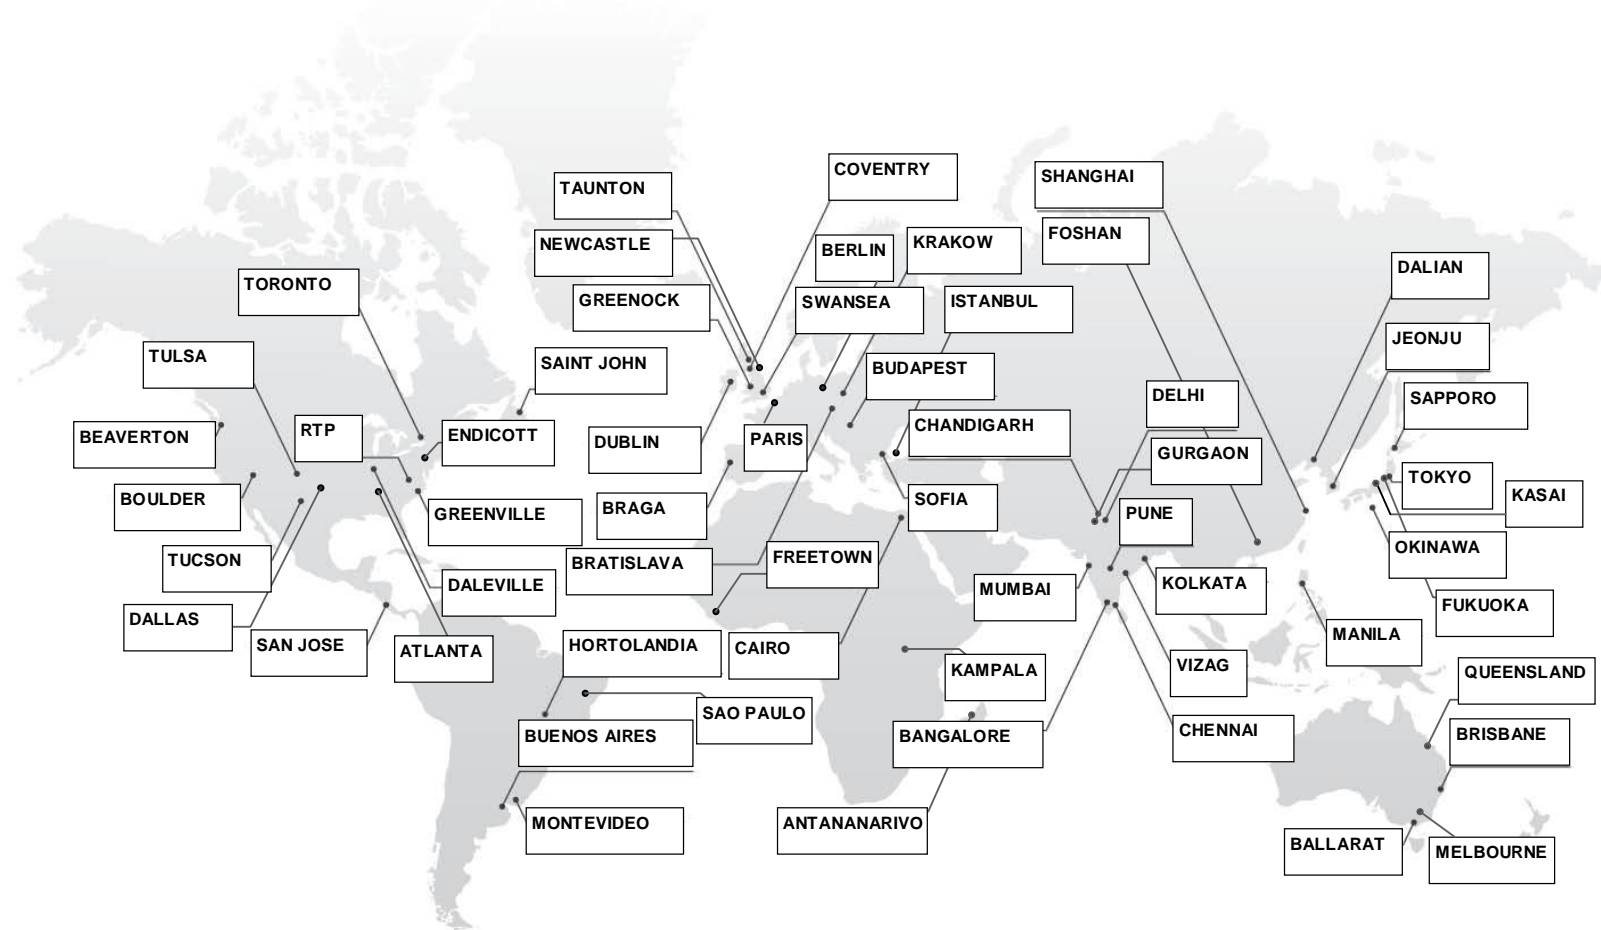 COVENTRY
SHANGHAI
TAUNTON
FOSHAN
NEWCASTLE
BERLIN
KRAKOW
DALIAN
TORONTO
GREENOCK
SWANSEA
ISTANBUL
JEONJU
TULSA
SAINT JOHN
BUDAPEST
DELHI
SAPPORO
BEAVERTON
RTP
ENDICOTT
DUBLIN
PARIS
CHANDIGARH
GURGAON
TOKYO
KASAI
BOULDER
GREENVILLE
BRAGA
SOFIA
PUNE
OKINAWA
TUCSON
BRATISLAVA
FREETOWN
DALEVILLE
MUMBAI
KOLKATA
FUKUOKA
DALLAS
SAN JOSE
ATLANTA
HORTOLANDIA
CAIRO
MANILA
KAMPALA
VIZAG
QUEENSLAND
SAO PAULO
BUENOS AIRES
BANGALORE
CHENNAI
BRISBANE
MONTEVIDEO
ANTANANARIVO
BALLARAT
MELBOURNE